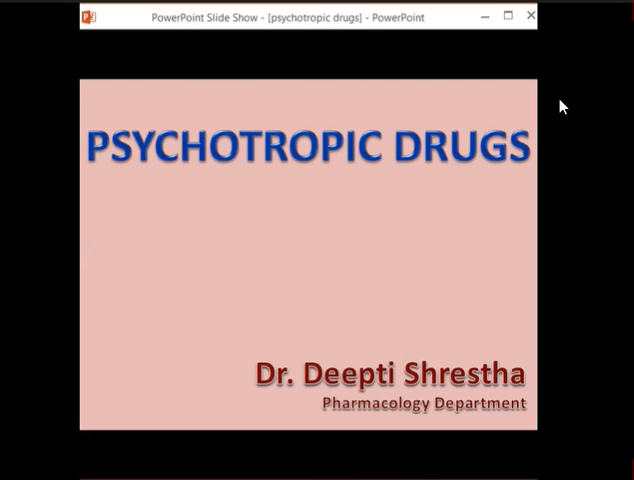 PowerPoint Slide Show - [psychotropic drugs] - PowerPoint
PSYCHOTROPIC DRUGS
Dr. Deepti Shrestha
Pharmacology Department